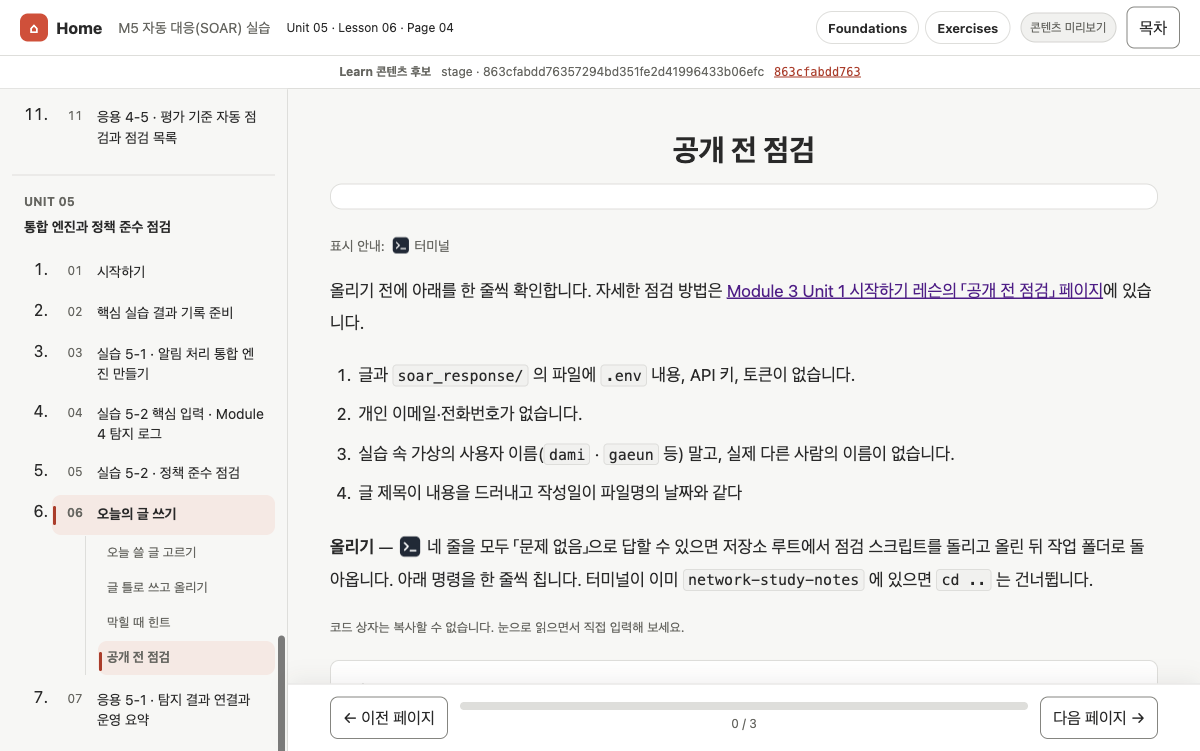 Home M5 자동 대응(SOAR) 실습 Unit 05 · Lesson 06 · Page 04 Foundations Exercises 콘텐츠 미리보기 목차
Learn 콘텐츠 후보 stage · 863cfabdd76357294bd351fe2d41996433b06efc 863cfabdd763
11. 11 응용 4-5 · 평가 기준 자동 점
검과 점검 목록
UNIT 05
통합 엔진과 정책 준수 점검
1. 01 시작하기
2. 02 핵심 실습 결과 기록 준비
3. 03 실습 5-1 · 알림 처리 통합 엔
진 만들기
4. 04 실습 5-2 핵심 입력 · Module
4 탐지 로그
5. 05 실습 5-2 · 정책 준수 점검
6. 06 오늘의 글 쓰기
오늘 쓸 글 고르기
글 틀로 쓰고 올리기
막힐 때 힌트
공개 전 점검
7. 07 응용 5-1 · 탐지 결과 연결과
운영 요약
공개 전 점검
표시 안내: 터미널
올리기 전에 아래를 한 줄씩 확인합니다. 자세한 점검 방법은 Module 3 Unit 1 시작하기 레슨의 「공개 전 점검」 페이지에 있습
니다.
1. 글과 soar_response/ 의 파일에 .env 내용, API 키, 토큰이 없습니다.
2. 개인 이메일·전화번호가 없습니다.
3. 실습 속 가상의 사용자 이름(dami · gaeun 등) 말고, 실제 다른 사람의 이름이 없습니다.
4. 글 제목이 내용을 드러내고 작성일이 파일명의 날짜와 같다
올리기 — 네 줄을 모두 「문제 없음」으로 답할 수 있으면 저장소 루트에서 점검 스크립트를 돌리고 올린 뒤 작업 폴더로 돌
아옵니다. 아래 명령을 한 줄씩 칩니다. 터미널이 이미 network-study-notes 에 있으면 cd .. 는 건너뜁니다.
코드 상자는 복사할 수 없습니다. 눈으로 읽으면서 직접 입력해 보세요.
← 이전 페이지 0 / 3 다음 페이지 →